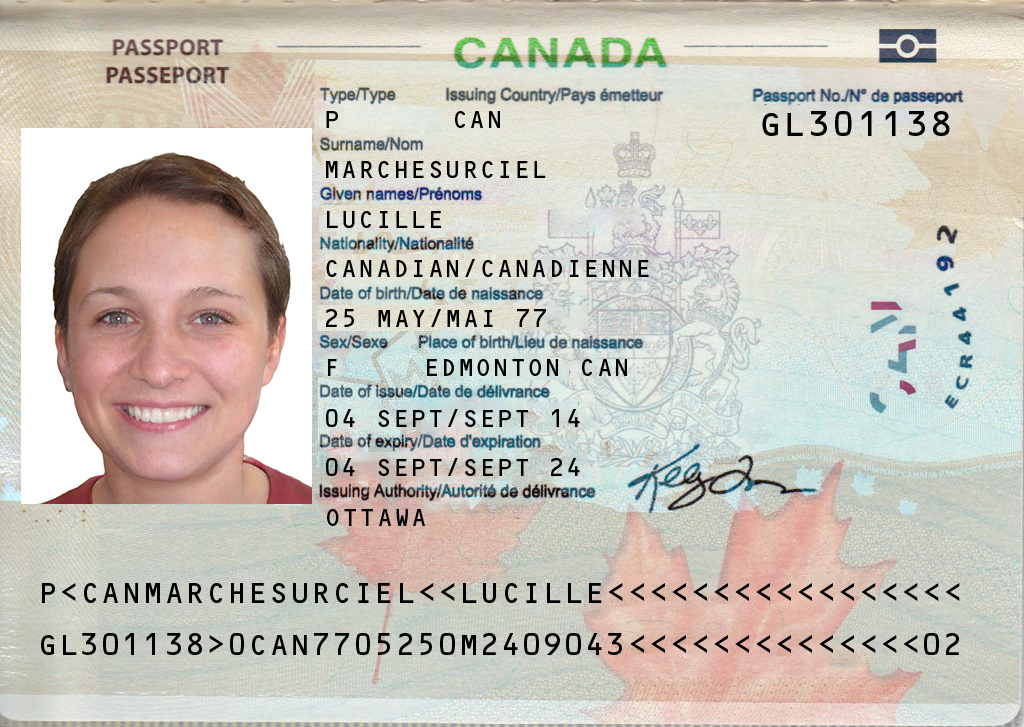 PASSPORT
PASSEPORT
CANADA
Type/Type Issuing Country/Pays émetteur Passport No./N° de passeport
P CAN GL301138
Surname/Nom
MARCHESURCIEL
Given names/Prénoms
LUCILLE
Nationality/Nationalité
CANADIAN/CANADIENNE
Date of birth/Date de naissance
25 MAY/MAI 77
Sex/Sexe Place of birth/Lieu de naissance
F EDMONTON CAN
Date of issue/Date de délivrance
04 SEPT/SEPT 14
Date of expiry/Date d'expiration
04 SEPT/SEPT 24
Issuing Authority/Autorité de délivrance
OTTAWA
ECR44192
P<CANMARCHESURCIEL<<LUCILLE<<<<<<<<<<<<<<<<<
GL301138>0CAN7705250M2409043<<<<<<<<<<<<<<02